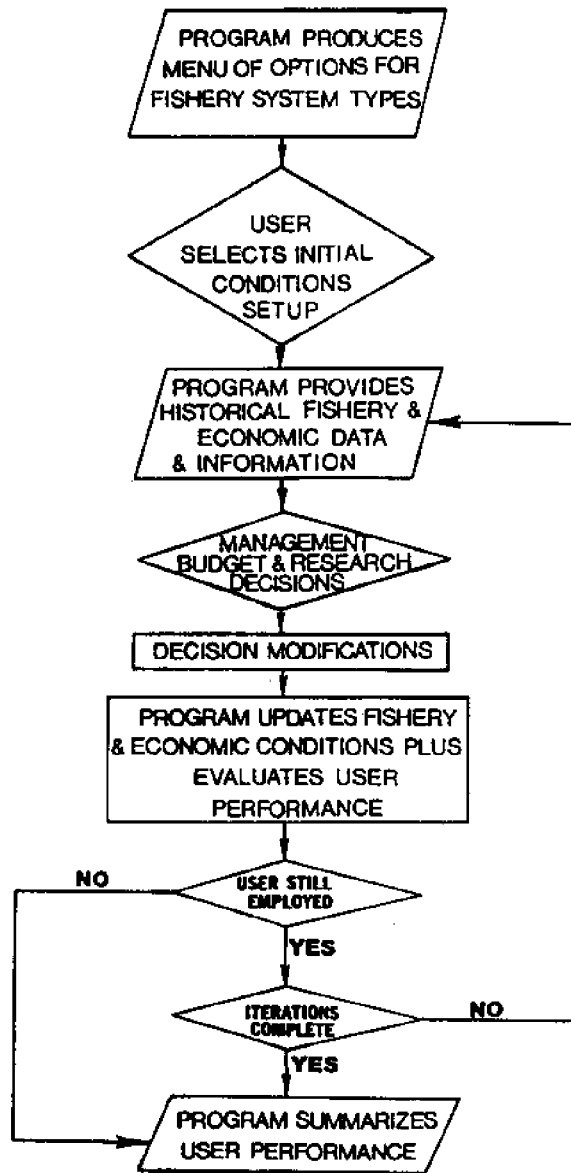 PROGRAM PRODUCES
MENU OF OPTIONS FOR
FISHERY SYSTEM TYPES
USER
SELECTS INITIAL
CONDITIONS
SETUP
PROGRAM PROVIDES
HISTORICAL FISHERY &
ECONOMIC DATA
& INFORMATION
MANAGEMENT
BUDGET & RESEARCH
DECISIONS
DECISION MODIFICATIONS
PROGRAM UPDATES FISHERY
& ECONOMIC CONDITIONS PLUS
EVALUATES USER
PERFORMANCE
NO
USER STILL
EMPLOYED
YES
ITERATIONS
COMPLETE
NO
YES
PROGRAM SUMMARIZES
USER PERFORMANCE